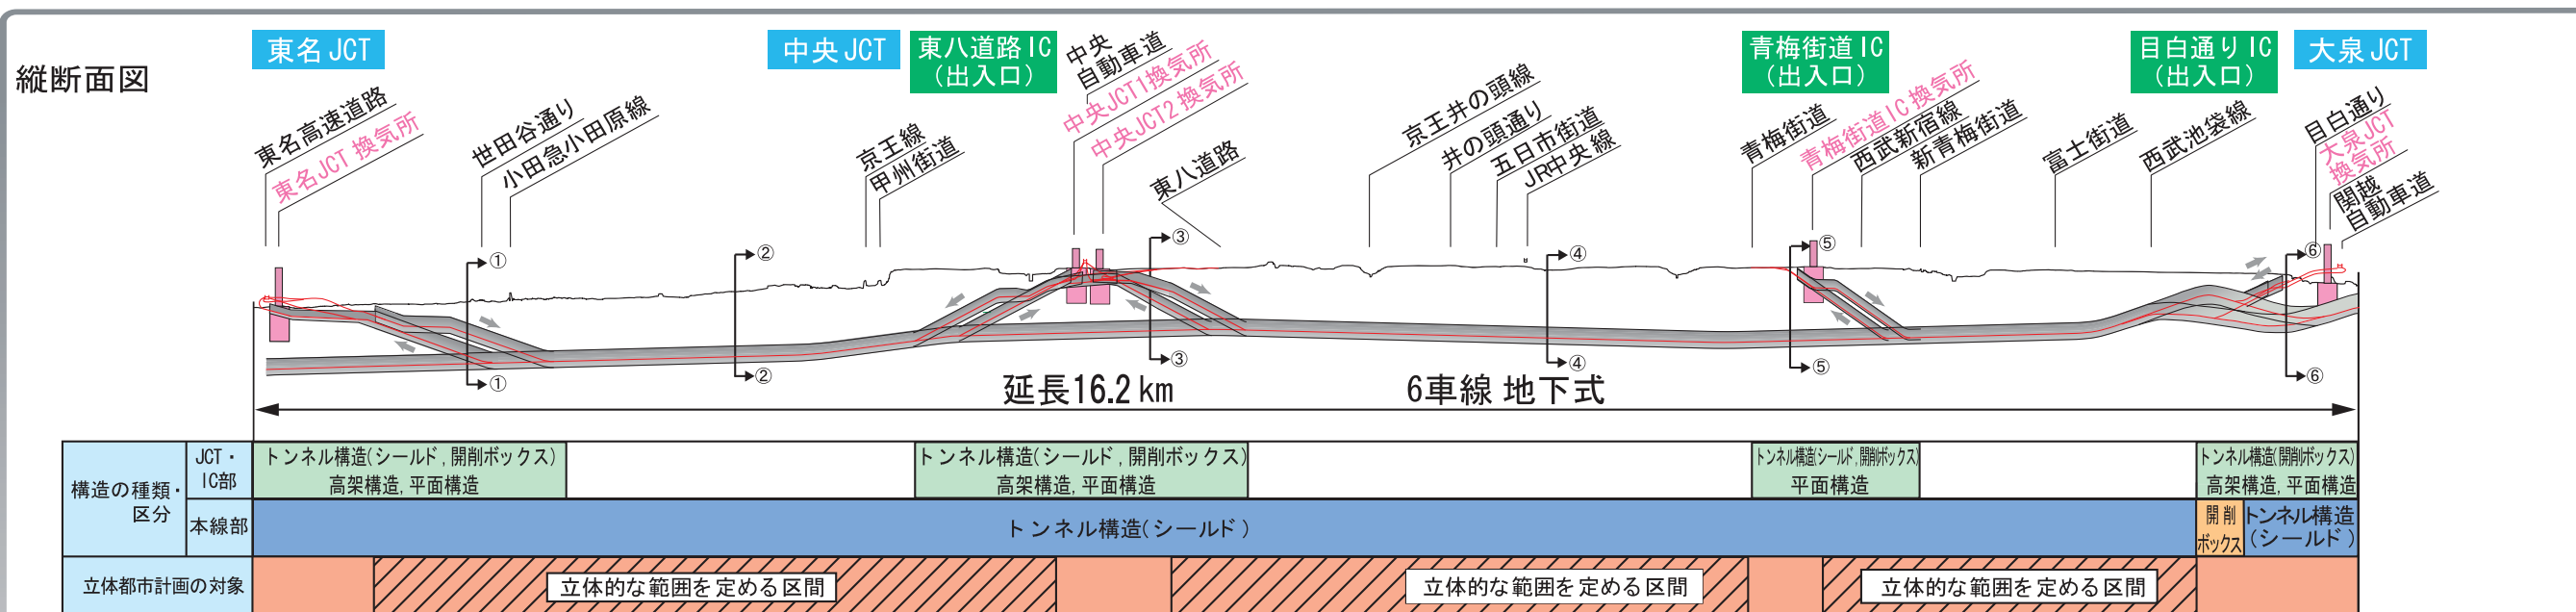 縦断面図
東名 JCT
中央 JCT
東八道路 IC
(出入口)
青梅街道 IC
(出入口)
目白通り IC
(出入口)
大泉 JCT
東名高速道路
東名JCT 換気所
世田谷通り
小田急小田原線
京王線
甲州街道
中央
自動車道
中央JCT1換気所
中央JCT2 換気所
東八道路
京王井の頭線
井の頭通り
五日市街道
JR中央線
青梅街道
青梅街道IC 換気所
西武新宿線
新青梅街道
富士街道
西武池袋線
目白通り
大泉JCT
換気所
関越
自動車道
① ② ③ ④ ⑤ ⑥
① ② ③ ④ ⑤ ⑥
延長16.2 km 6車線 地下式
構造の種類・
区分
JCT・
IC部
トンネル構造(シールド, 開削ボックス)
高架構造, 平面構造
トンネル構造(シールド, 開削ボックス)
高架構造, 平面構造
トンネル構造(シールド, 開削ボックス)
平面構造
トンネル構造(開削ボックス)
高架構造, 平面構造
本線部
トンネル構造(シールド)
開削
ボックス
トンネル構造
(シールド)
立体都市計画の対象
立体的な範囲を定める区間
立体的な範囲を定める区間
立体的な範囲を定める区間